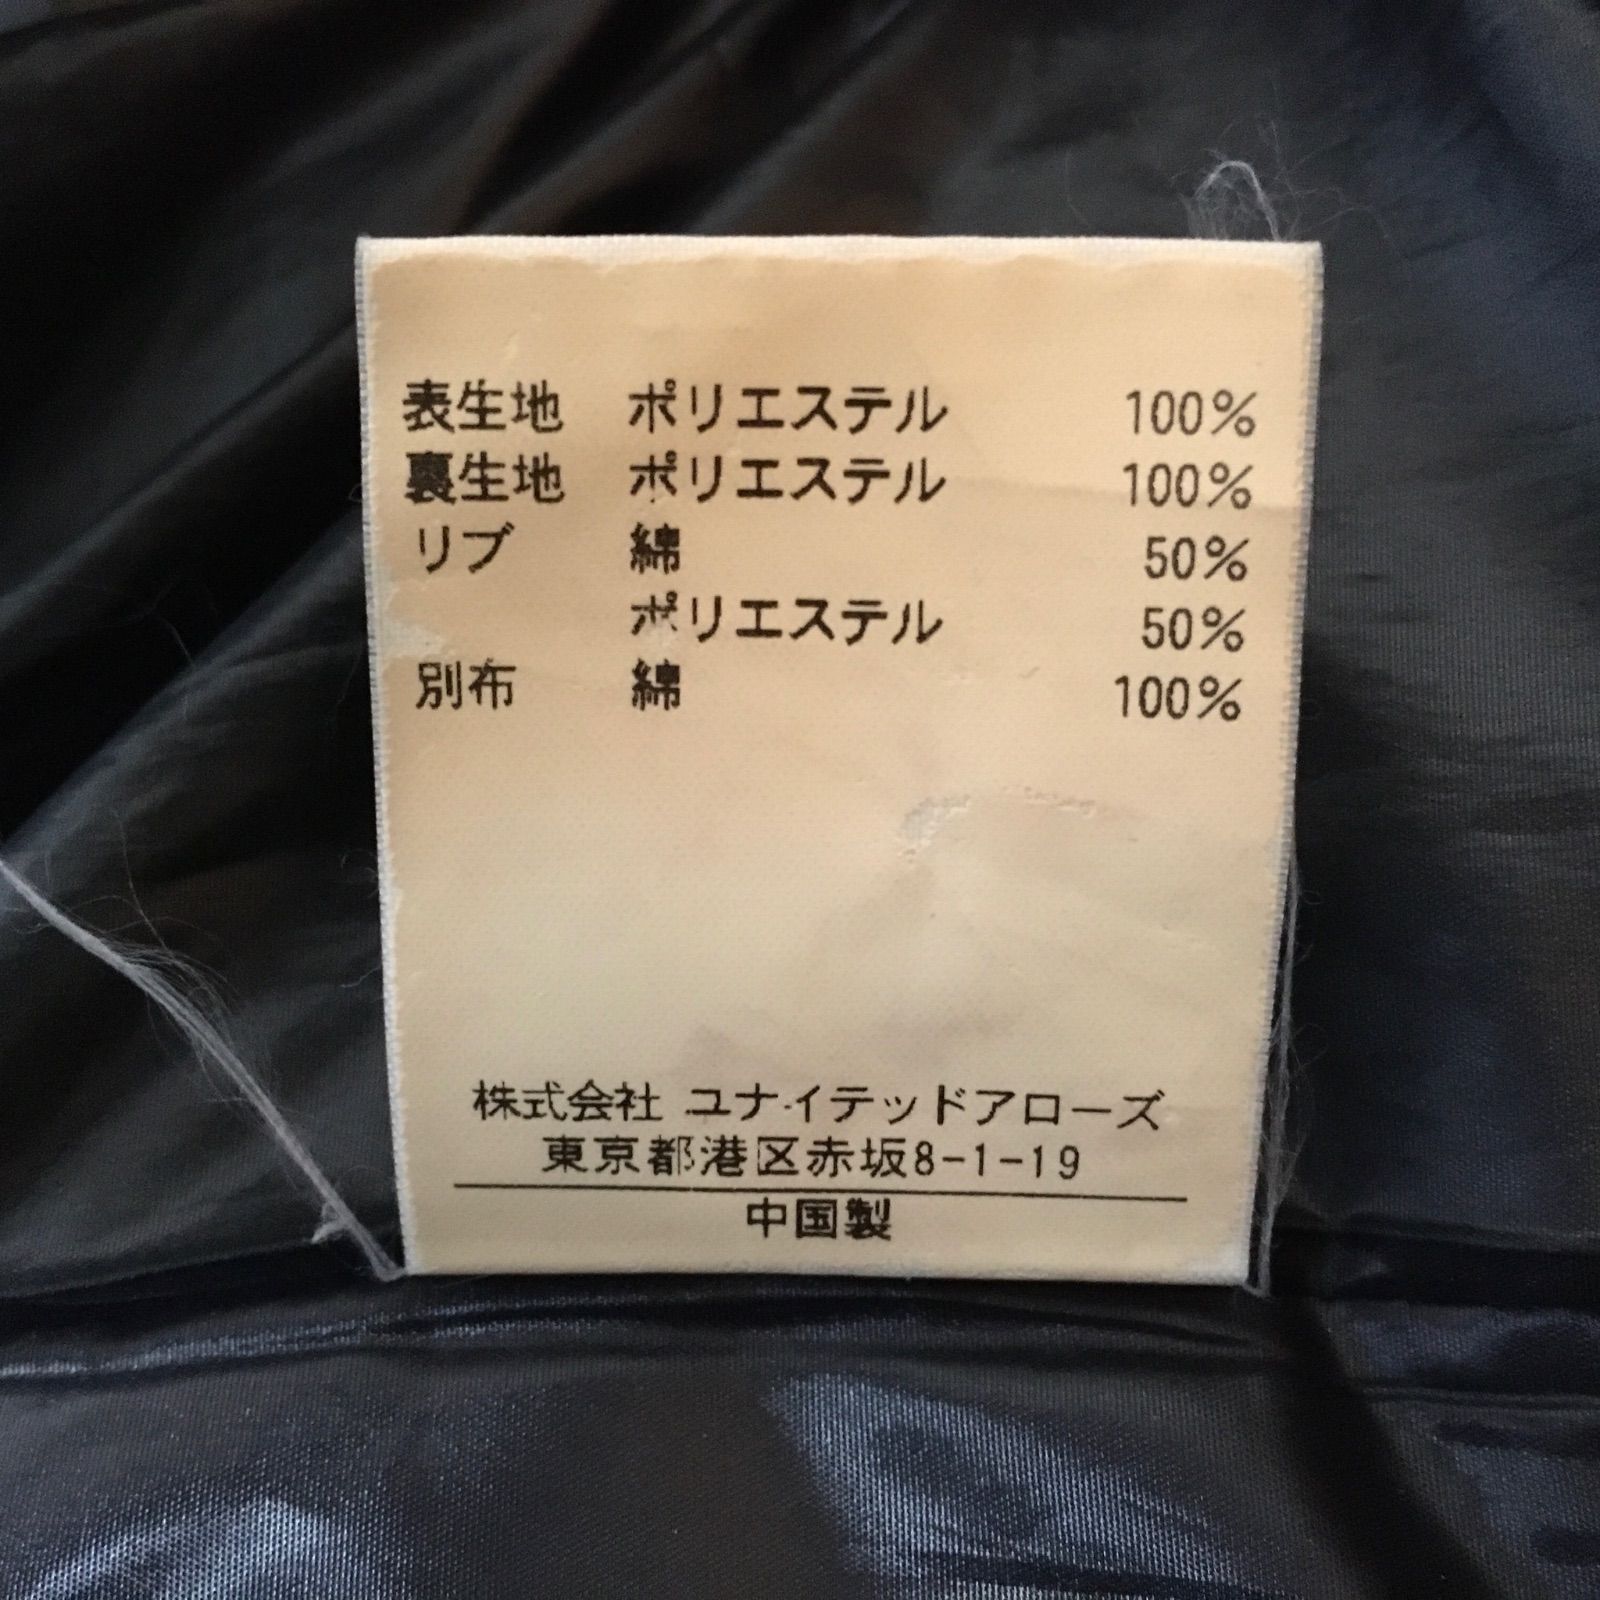 表生地 ポリエステル 100%
裏生地 ポリエステル 100%
リブ 綿 50%
ポリエステル 50%
別布 綿 100%
株式会社 ユナイテッドアローズ
東京都港区赤坂8-1-19
中国製